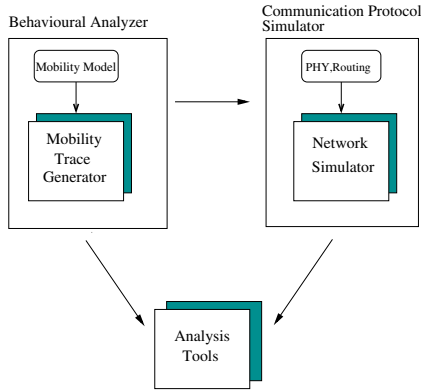 Behavioural Analyzer
Communication Protocol
Simulator
Mobility Model
PHY,Routing
Mobility
Trace
Generator
Network
Simulator
Analysis
Tools